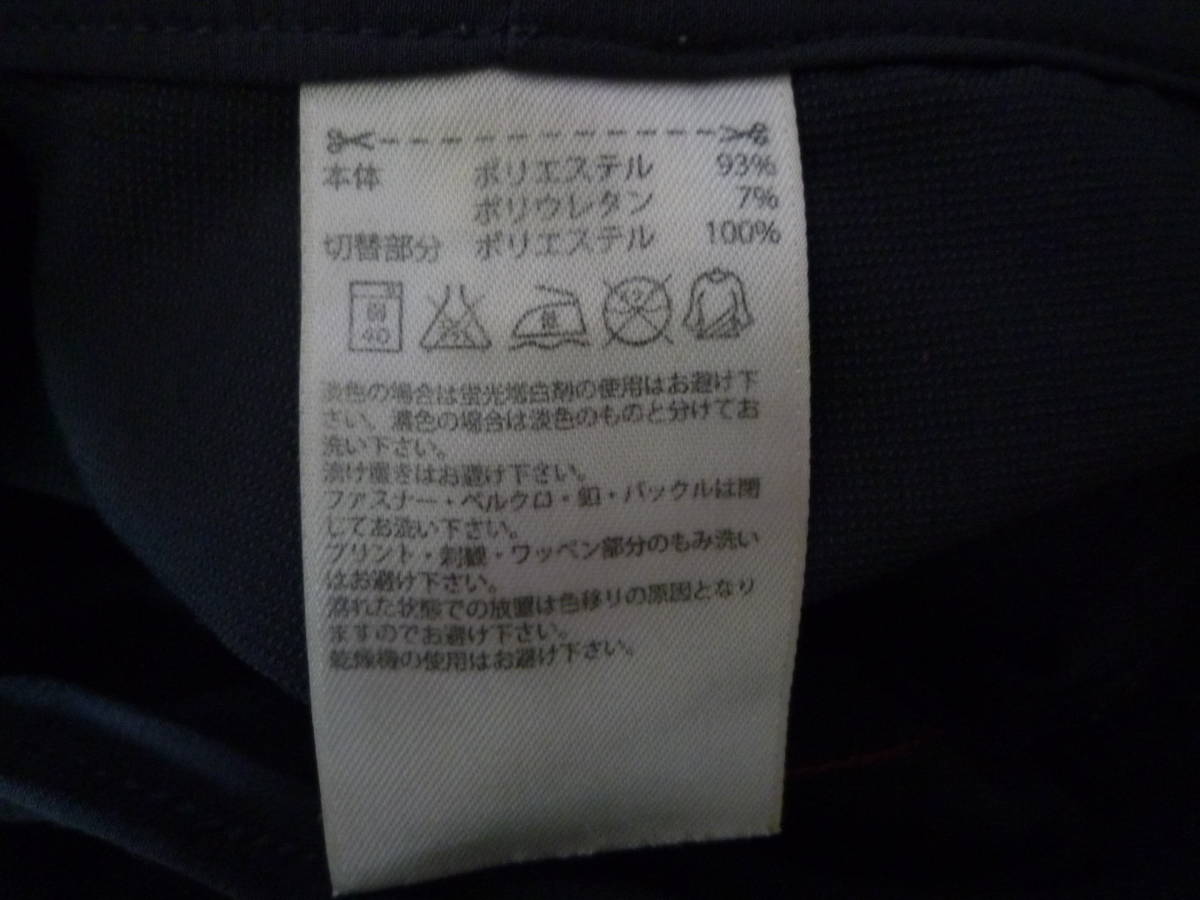 本体 ポリエステル 93%
ポリウレタン 7%
切替部分 ポリエステル 100%
弱
40
淡色の場合は蛍光増白剤の使用はお避け下
さい。濃色の場合は淡色のものと分けてお
洗い下さい。
漬け置きはお避け下さい。
ファスナー・ベルクロ・釦・バックルは閉
じてお洗い下さい。
プリント・刺繍・ワッペン部分のもみ洗い
はお避け下さい。
濡れた状態での放置は色移りの原因となり
ますのでお避け下さい。
乾燥機の使用はお避け下さい。